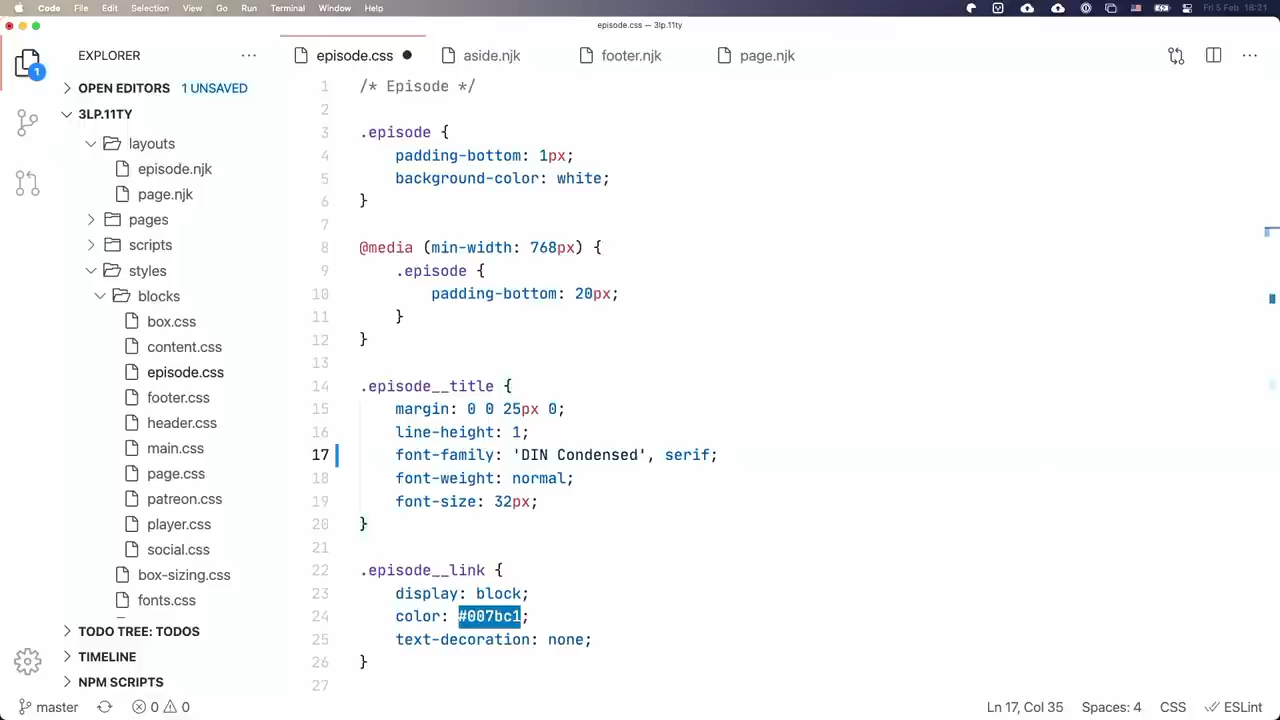 Code File Edit Selection View Go Run Terminal Window Help Fri 5 Feb 18:21
episode.css — 3lp.11ty
EXPLORER
episode.css aside.njk footer.njk page.njk
1
OPEN EDITORS 1 UNSAVED
3LP.11TY
layouts
episode.njk
page.njk
pages
scripts
styles
blocks
box.css
content.css
episode.css
footer.css
header.css
main.css
page.css
patreon.css
player.css
social.css
box-sizing.css
fonts.css
TODO TREE: TODOS
TIMELINE
NPM SCRIPTS
1 /* Episode */
2
3 .episode {
4 padding-bottom: 1px;
5 background-color: white;
6 }
7
8 @media (min-width: 768px) {
9 .episode {
10 padding-bottom: 20px;
11 }
12 }
13
14 .episode__title {
15 margin: 0 0 25px 0;
16 line-height: 1;
17 font-family: 'DIN Condensed', serif;
18 font-weight: normal;
19 font-size: 32px;
20 }
21
22 .episode__link {
23 display: block;
24 color: #007bc1;
25 text-decoration: none;
26 }
27
master 0 0 Ln 17, Col 35 Spaces: 4 CSS ESLint